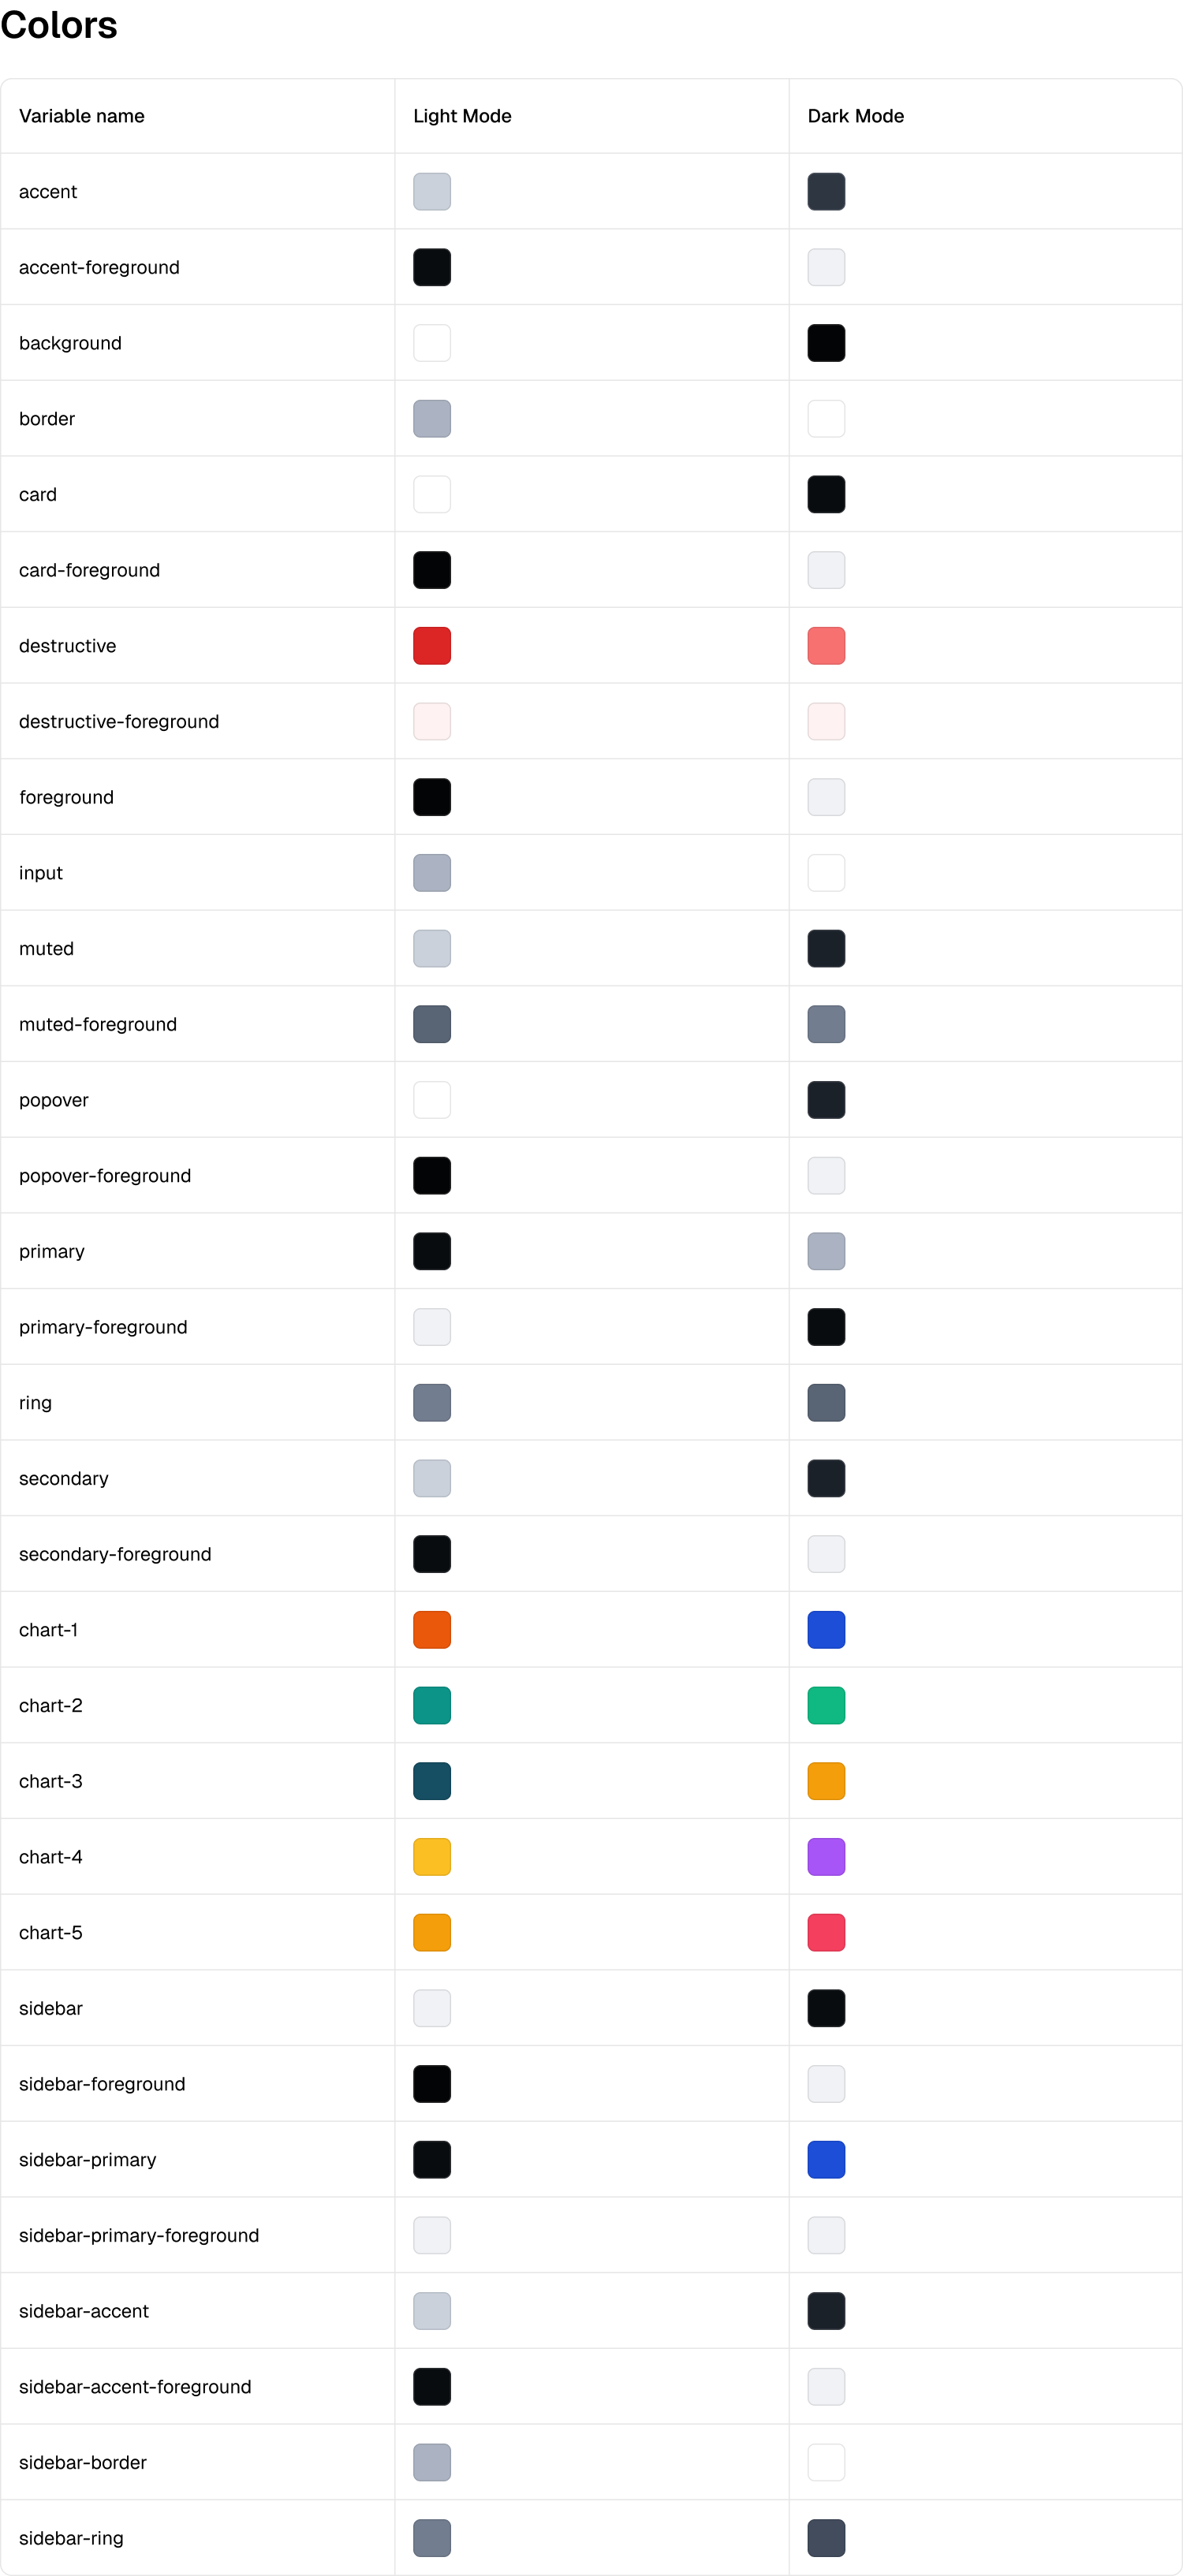 Colors
Variable name Light Mode Dark Mode
accent
accent-foreground
background
border
card
card-foreground
destructive
destructive-foreground
foreground
input
muted
muted-foreground
popover
popover-foreground
primary
primary-foreground
ring
secondary
secondary-foreground
chart-1
chart-2
chart-3
chart-4
chart-5
sidebar
sidebar-foreground
sidebar-primary
sidebar-primary-foreground
sidebar-accent
sidebar-accent-foreground
sidebar-border
sidebar-ring